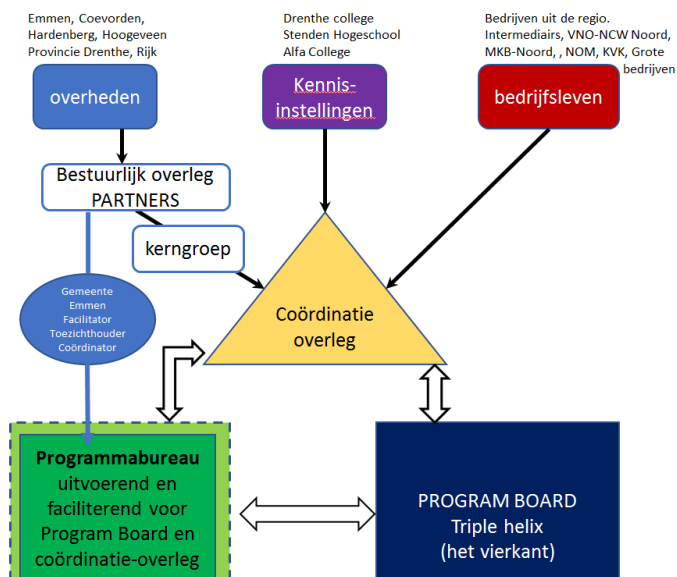 Emmen, Coevorden,
Hardenberg, Hoogeveen
Provincie Drenthe, Rijk
Drenthe college
Stenden Hogeschool
Alfa College
Bedrijven uit de regio.
Intermediairs, VNO-NCW Noord,
MKB-Noord, , NOM, KVK, Grote
bedrijven
overheden
Kennis-
instellingen
bedrijfsleven
Bestuurlijk overleg
PARTNERS
kerngroep
Gemeente
Emmen
Facilitator
Toezichthouder
Coördinator
Coördinatie
overleg
Programmabureau
uitvoerend en
faciliterend voor
Program Board en
coördinatie-overleg
PROGRAM BOARD
Triple helix
(het vierkant)